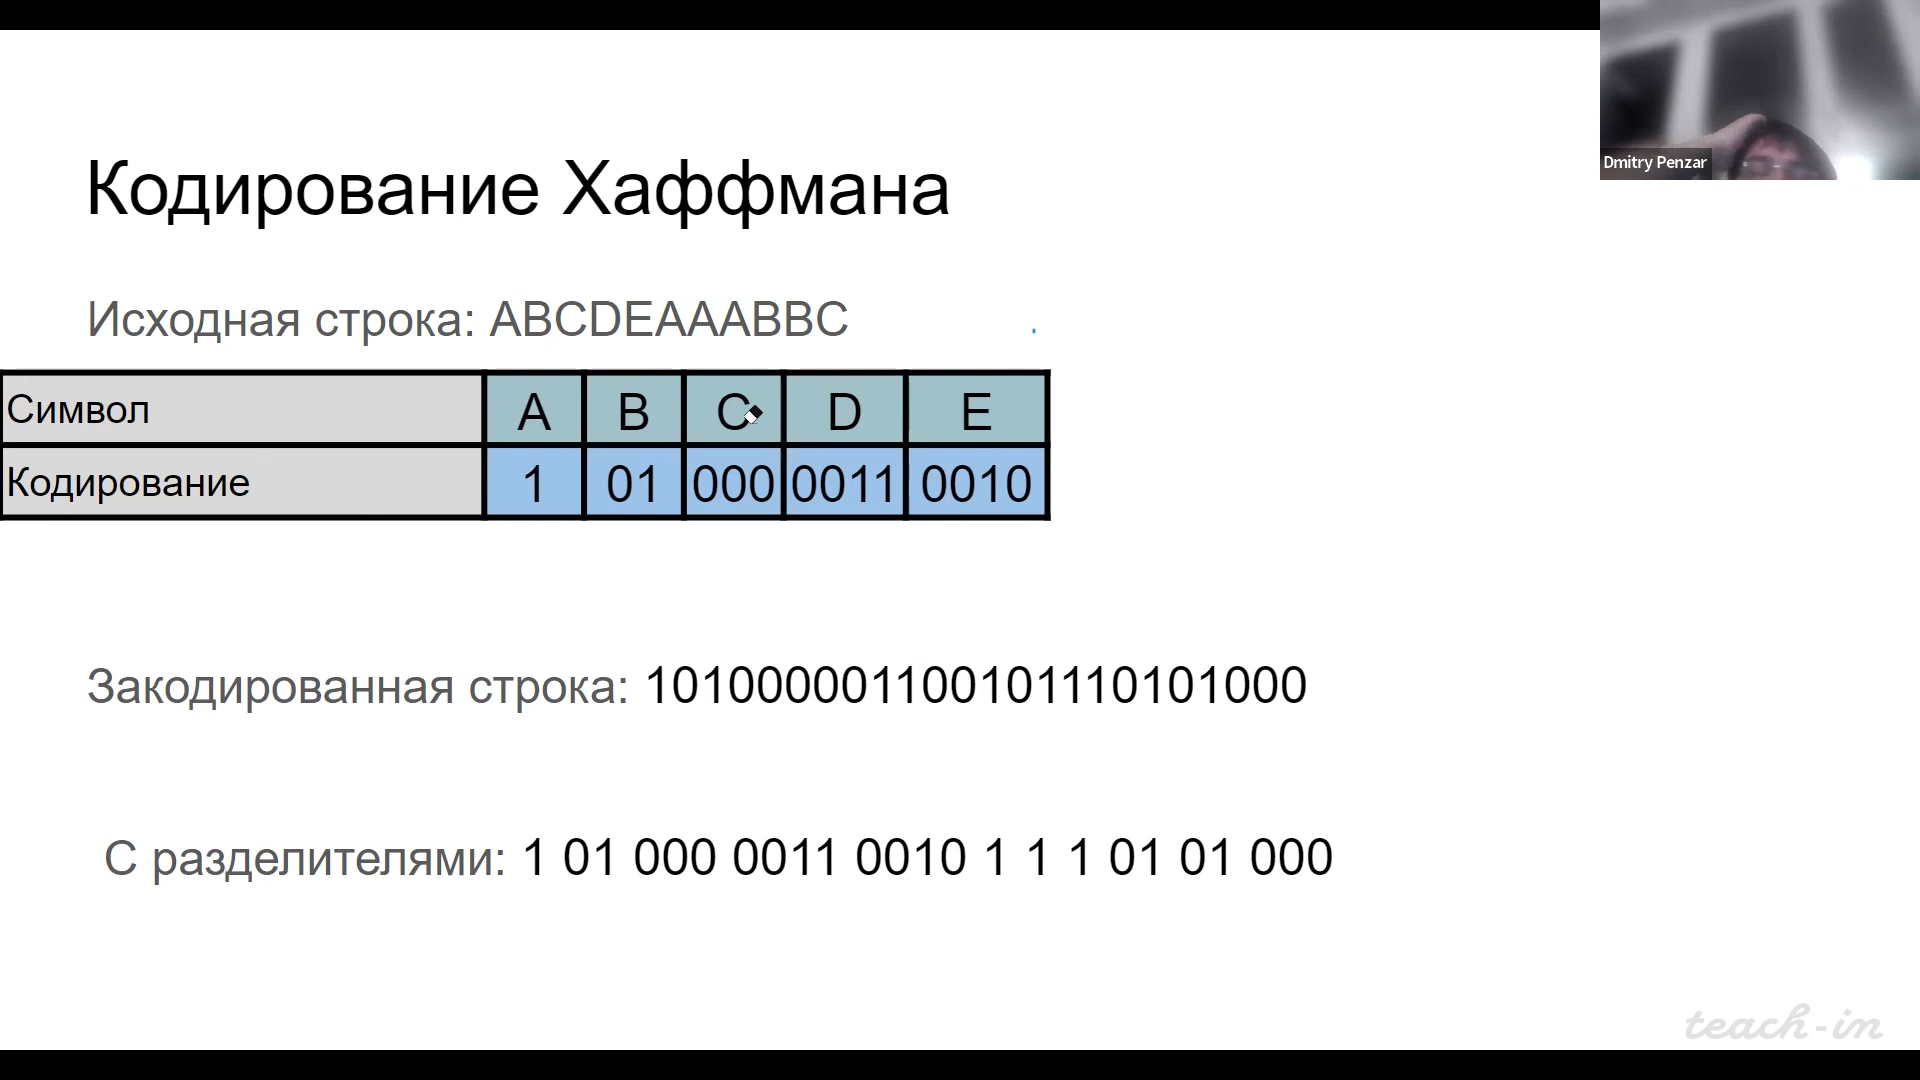 Dmitry Penzar
Кодирование Хаффмана
Исходная строка: ABCDEAAABBC
Символ A B C D E
Кодирование 1 01 000 0011 0010
Закодированная строка: 101000001100101110101000
С разделителями: 1 01 000 0011 0010 1 1 1 01 01 000
teach-in